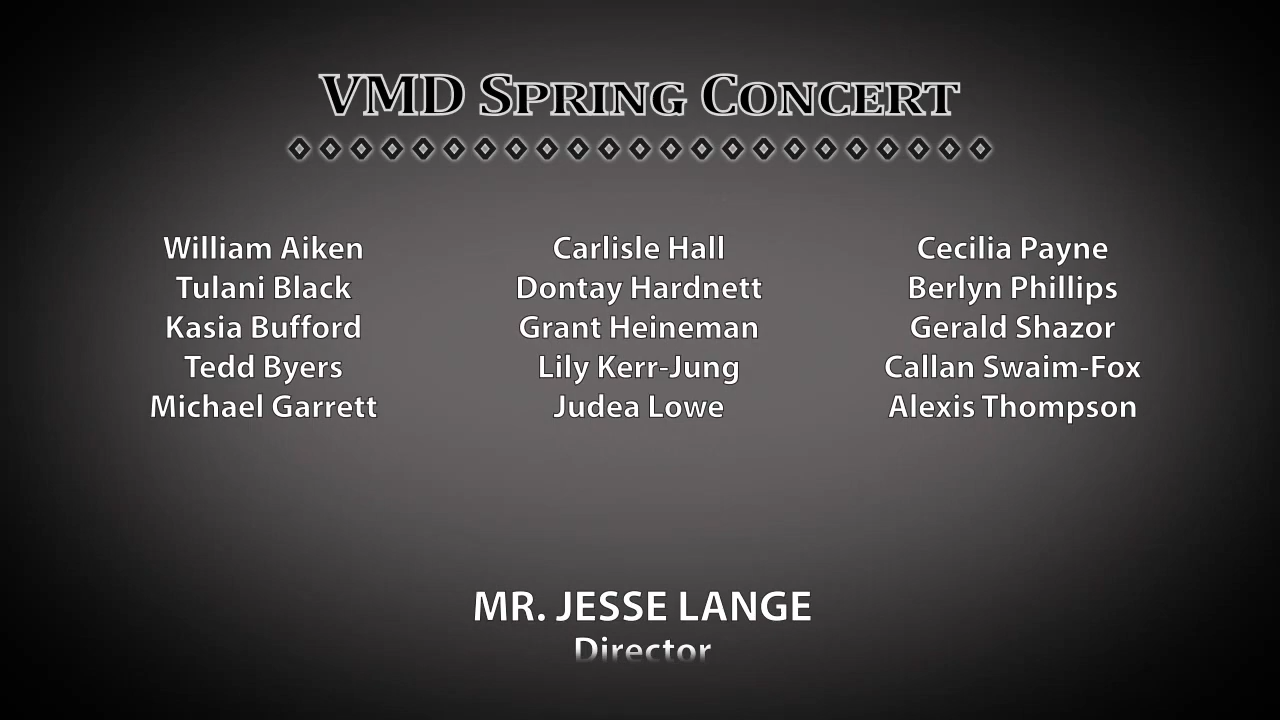 VMD Spring Concert
William Aiken
Tulani Black
Kasia Bufford
Tedd Byers
Michael Garrett
Carlisle Hall
Dontay Hardnett
Grant Heineman
Lily Kerr-Jung
Judea Lowe
Cecilia Payne
Berlyn Phillips
Gerald Shazor
Callan Swaim-Fox
Alexis Thompson
MR. JESSE LANGE
Director